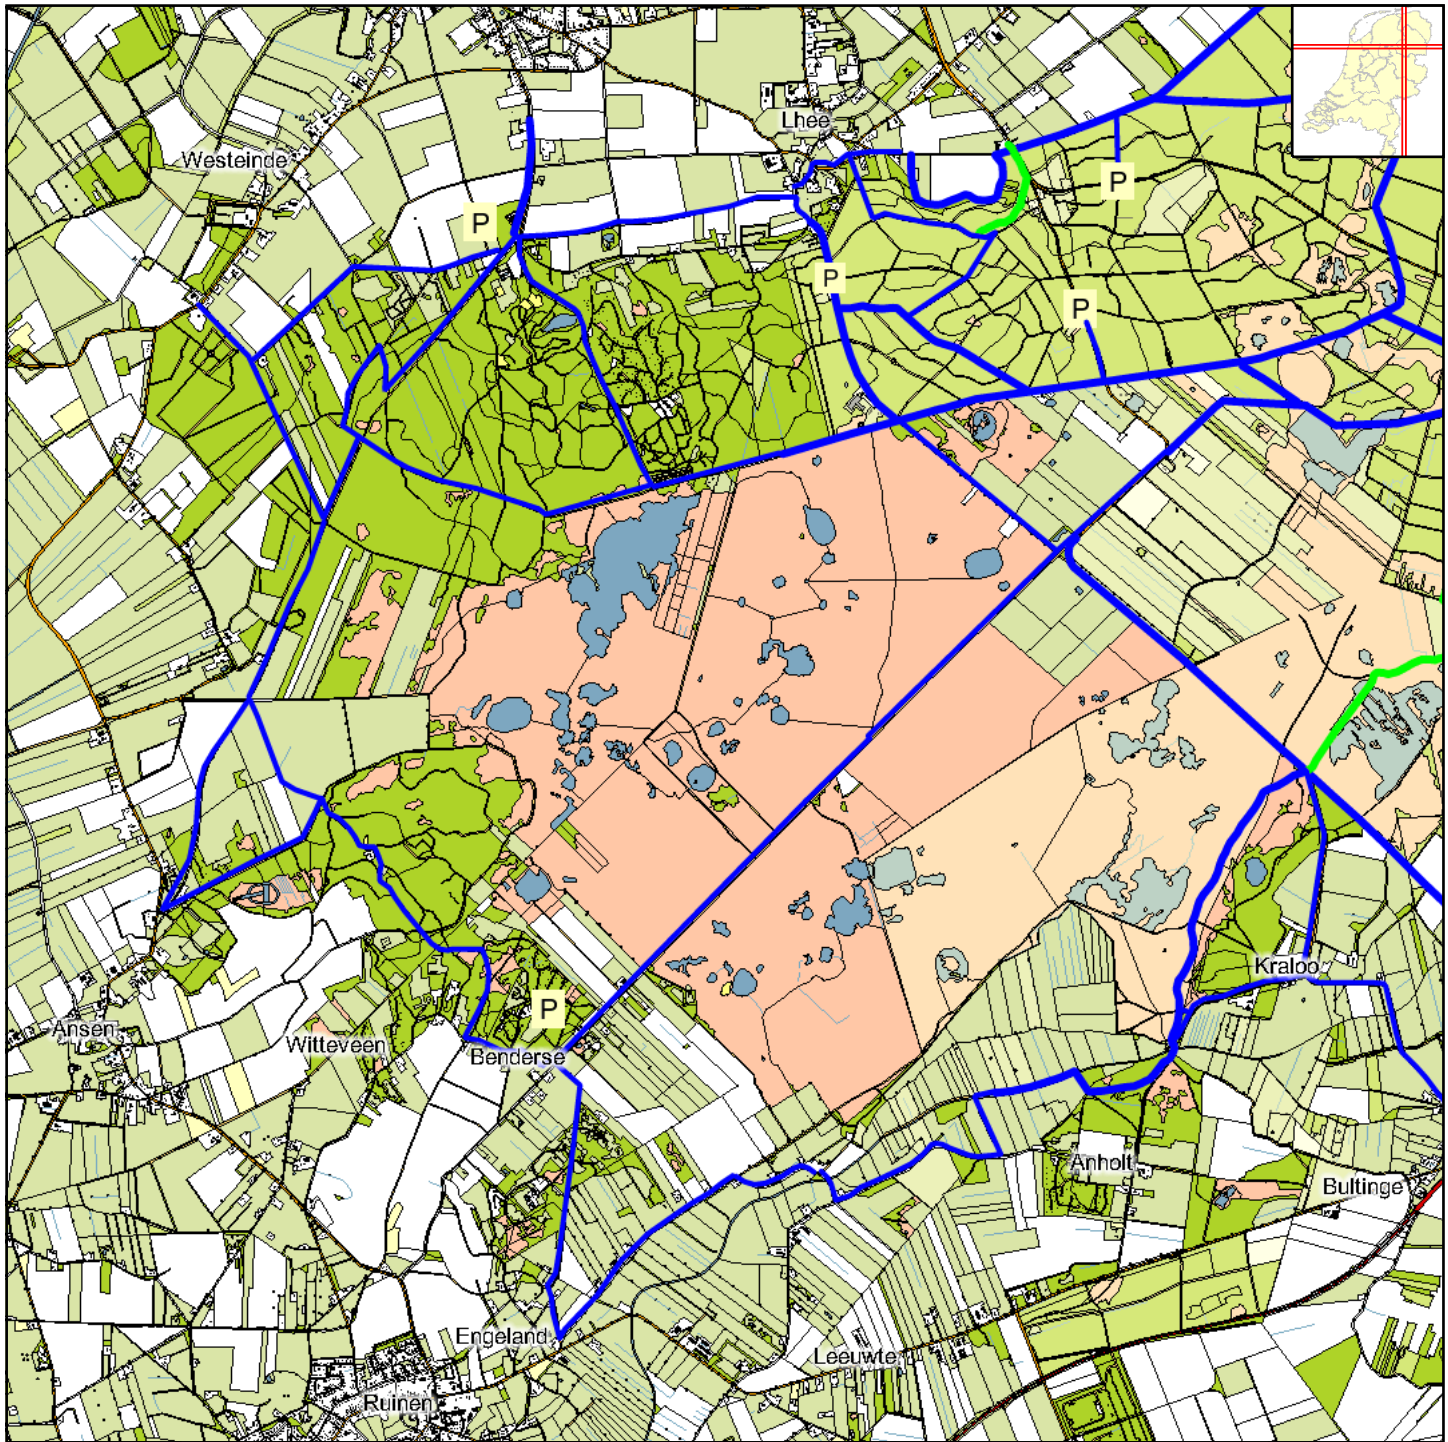 Lhee
Westeinde
P
P
P
P
Kraloo
P
Ansen
Witteveen
Benderse
Anholt
Bultinge
Engeland
Leeuwte
Ruinen